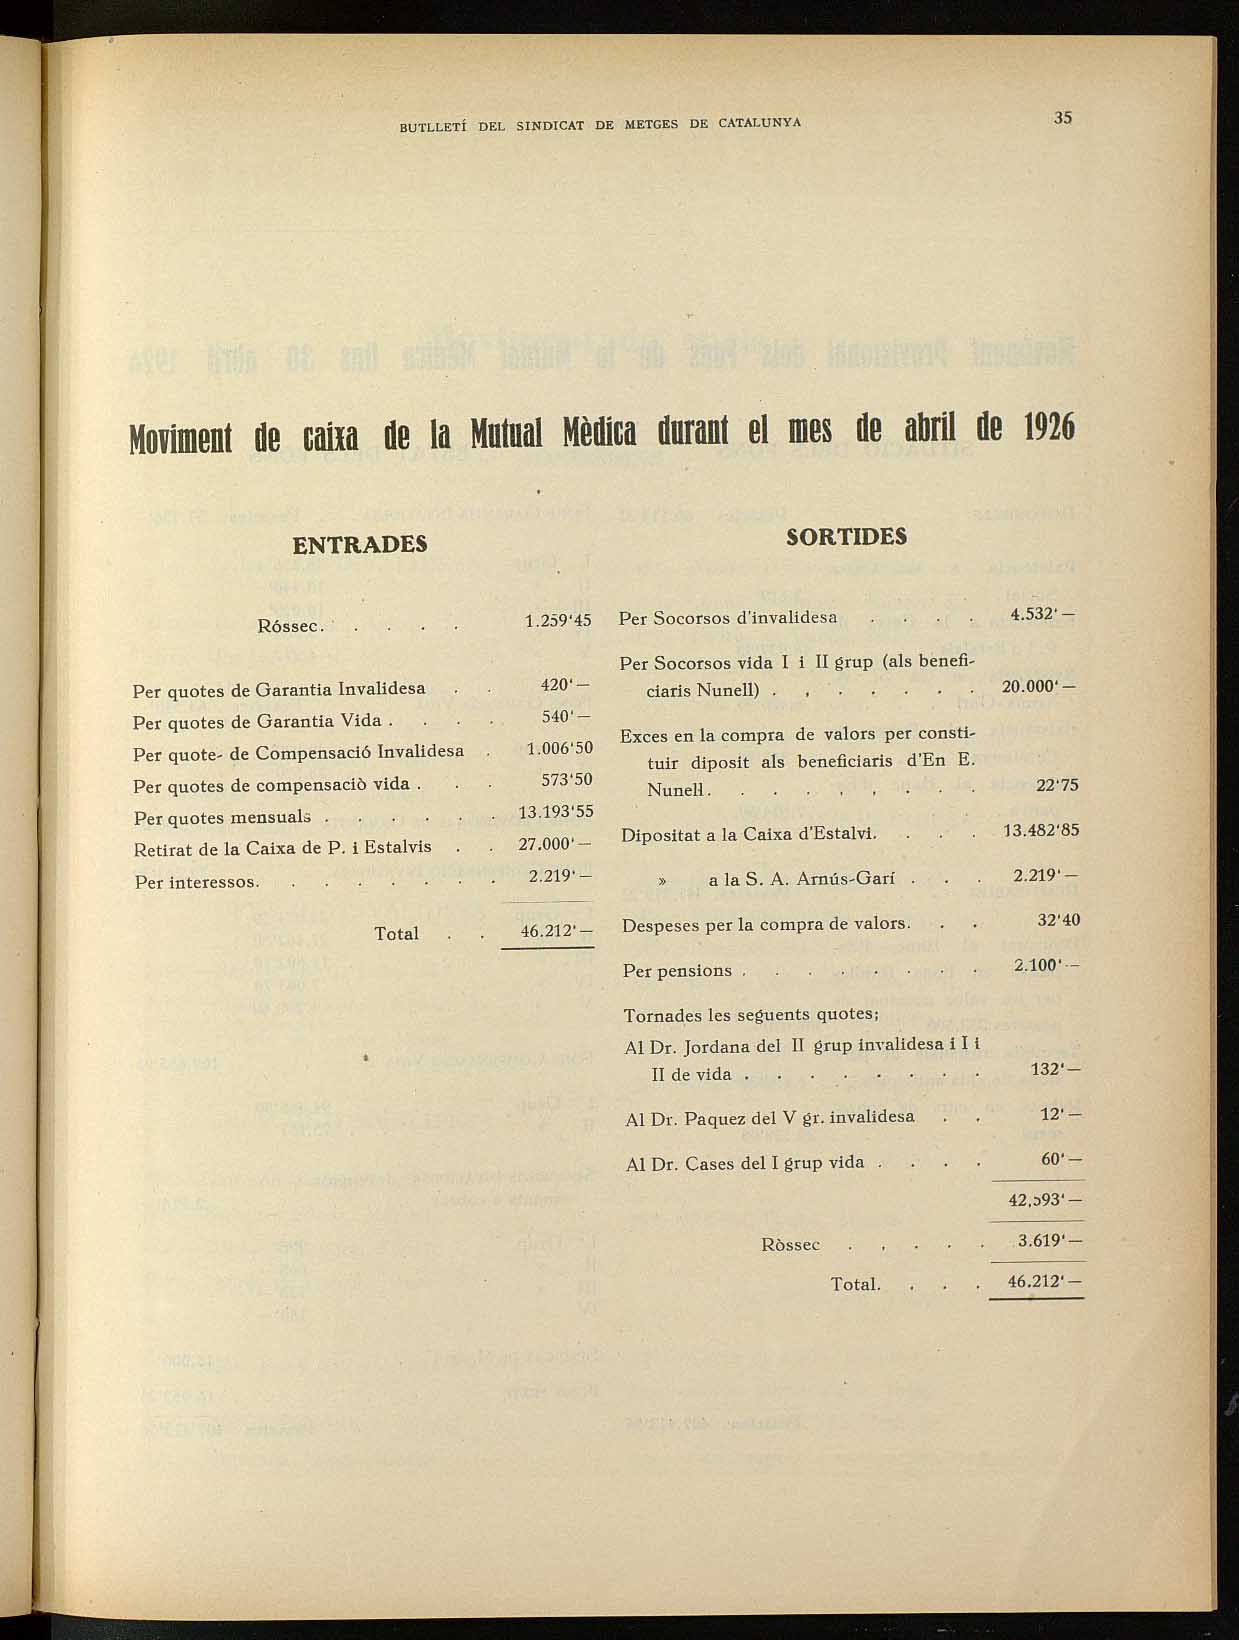 BUTLLETÍ DEL SINDICAT DE METGES DE CATALUNYA
35
Moviment de caixa de la Mutual Mèdica durant el mes de abril de 1926
ENTRADES
Róssec. . . . . 1.259'45
Per quotes de Garantia Invalidesa . . 420'—
Per quotes de Garantia Vida . . . . 540'—
Per quote- de Compensació Invalidesa . 1.006'50
Per quotes de compensaciò vida . . . 573'50
Per quotes mensuals . . . . . . 13.193'55
Retirat de la Caixa de P. i Estalvis . . 27.000'—
Per interessos. . . . . . . . 2.219'—
Total . . 46.212'—
SORTIDES
Per Socorsos d'invalidesa . . . . 4.532'—
Per Socorsos vida I i II grup (als benefi-
ciaris Nunell) . , . . . . . 20.000'—
Exces en la compra de valors per consti-
tuir diposit als beneficiaris d'En E.
Nunell. . . . , , . . . 22'75
Dipositat a la Caixa d'Estalvi. . . . 13.482'85
» a la S. A. Arnús-Garí . . . 2.219'—
Despeses per la compra de valors. . . 32'40
Per pensions . . . . . . . . 2.100'—
Tornades les seguents quotes;
Al Dr. Jordana del II grup invalidesa i I i
II de vida . . . . . . . . 132'—
Al Dr. Paquez del V gr. invalidesa . . 12'—
Al Dr. Cases del I grup vida . . . . 60'—
42,593'—
Ròssec . , . . . 3.619'—
Total. . . . 46.212'—